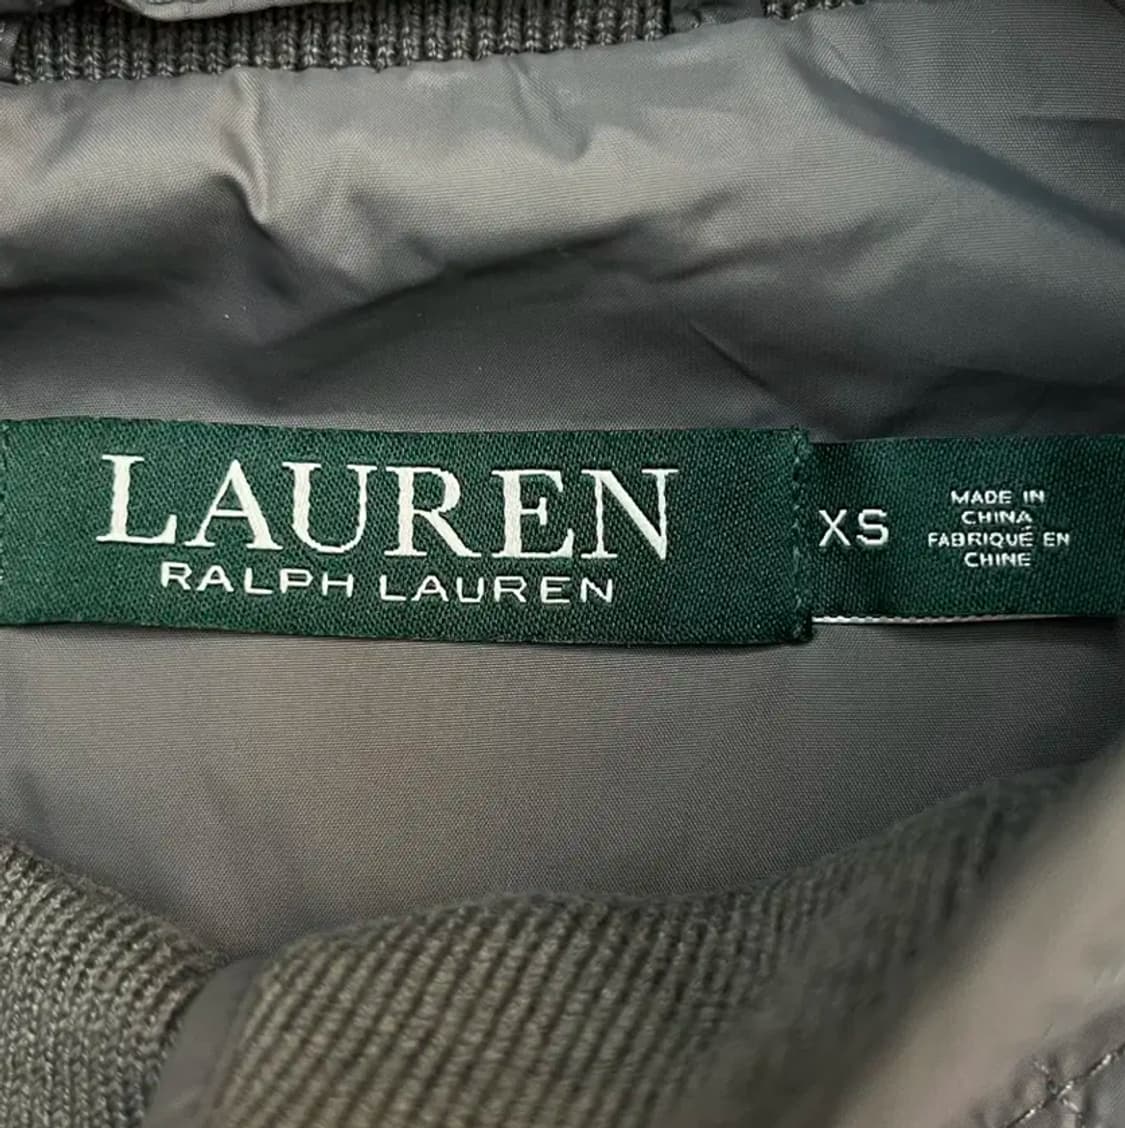 LAUREN
RALPH LAUREN
XS
MADE IN
CHINA
FABRIQUÉ EN
CHINE